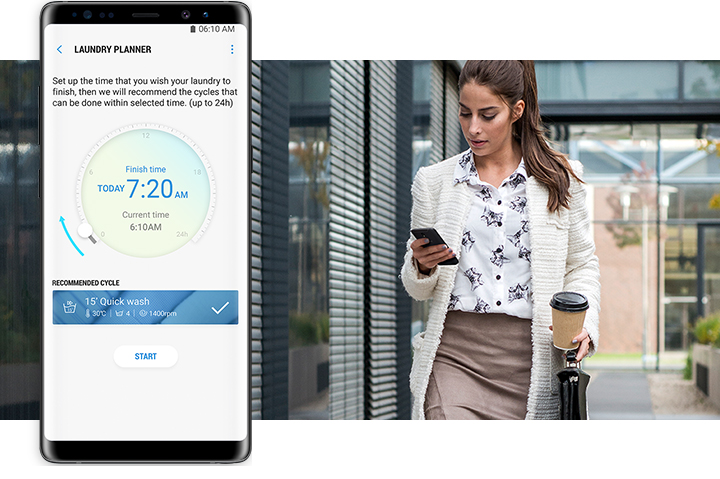 06:10 AM
LAUNDRY PLANNER
Set up the time that you wish your laundry to
finish, then we will recommend the cycles that
can be done within selected time. (up to 24h)
12
6
18
Finish time
TODAY 7:20 AM
Current time
6:10AM
0
24h
RECOMMENDED CYCLE
15' Quick wash
30℃ | 4 | 1400rpm
START